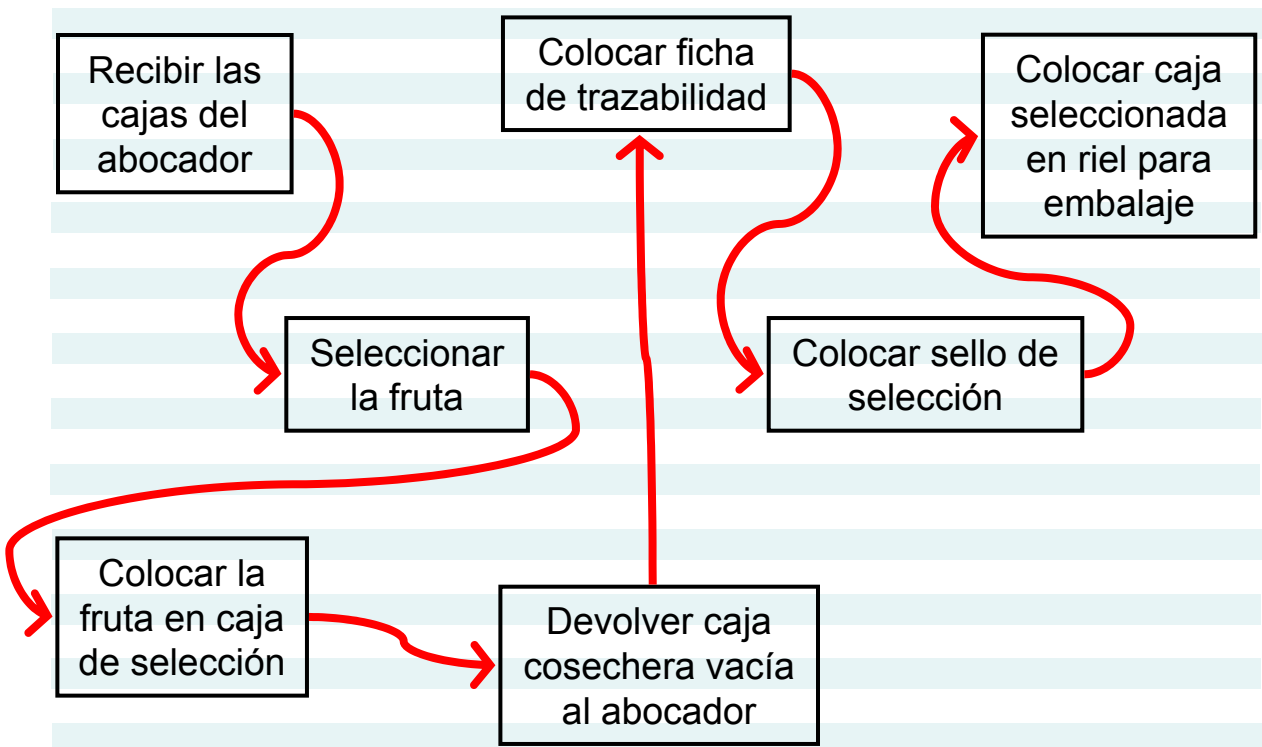 Recibir las
cajas del
abocador
Seleccionar
la fruta
Colocar la
fruta en caja
de selección
Devolver caja
cosechera vacía
al abocador
Colocar ficha
de trazabilidad
Colocar sello de
selección
Colocar caja
seleccionada
en riel para
embalaje